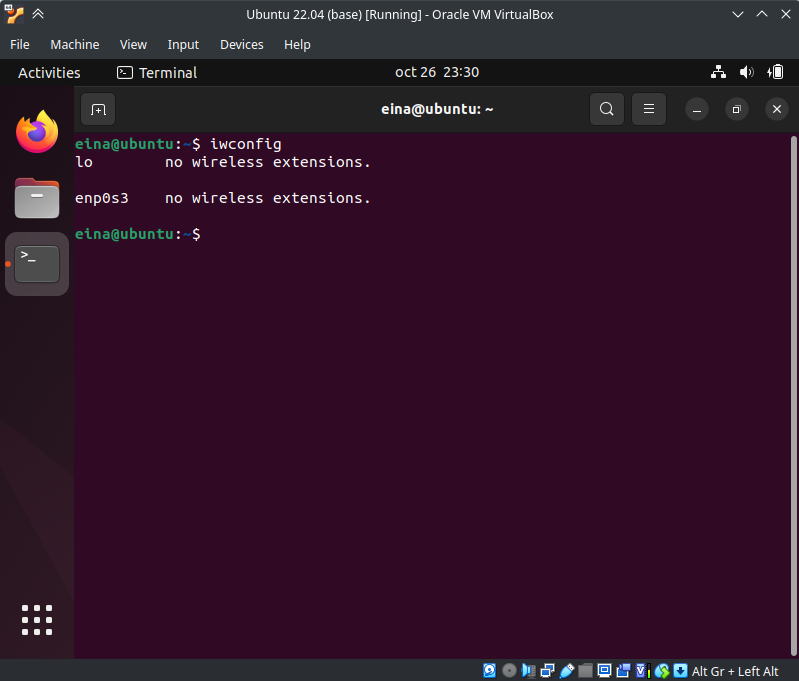 Ubuntu 22.04 (base) [Running] - Oracle VM VirtualBox
File Machine View Input Devices Help
Activities Terminal oct 26 23:30
eina@ubuntu: ~
eina@ubuntu:~$ iwconfig
lo        no wireless extensions.
enp0s3    no wireless extensions.
eina@ubuntu:~$
>_
Alt Gr + Left Alt